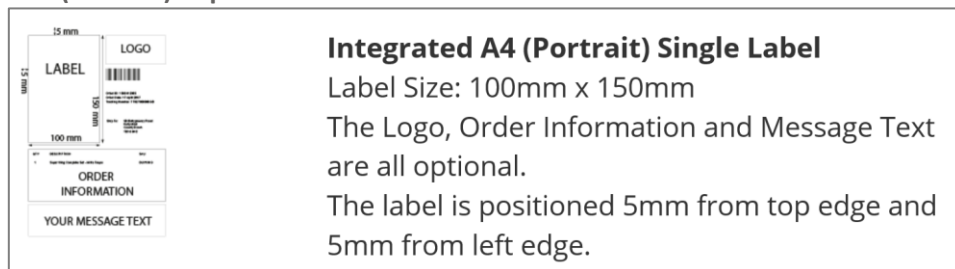 5 mm
LOGO
LABEL
5 mm
150 mm
100 mm
ORDER
INFORMATION
YOUR MESSAGE TEXT
Integrated A4 (Portrait) Single Label
Label Size: 100mm x 150mm
The Logo, Order Information and Message Text
are all optional.
The label is positioned 5mm from top edge and
5mm from left edge.